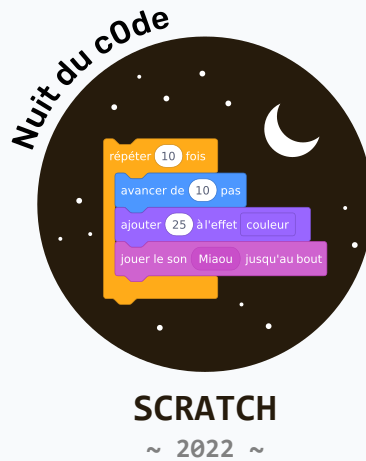 Nuit du c0de
répéter 10 fois
avancer de 10 pas
ajouter 25 à l'effet couleur
jouer le son Miaou jusqu'au bout
SCRATCH
~ 2022 ~